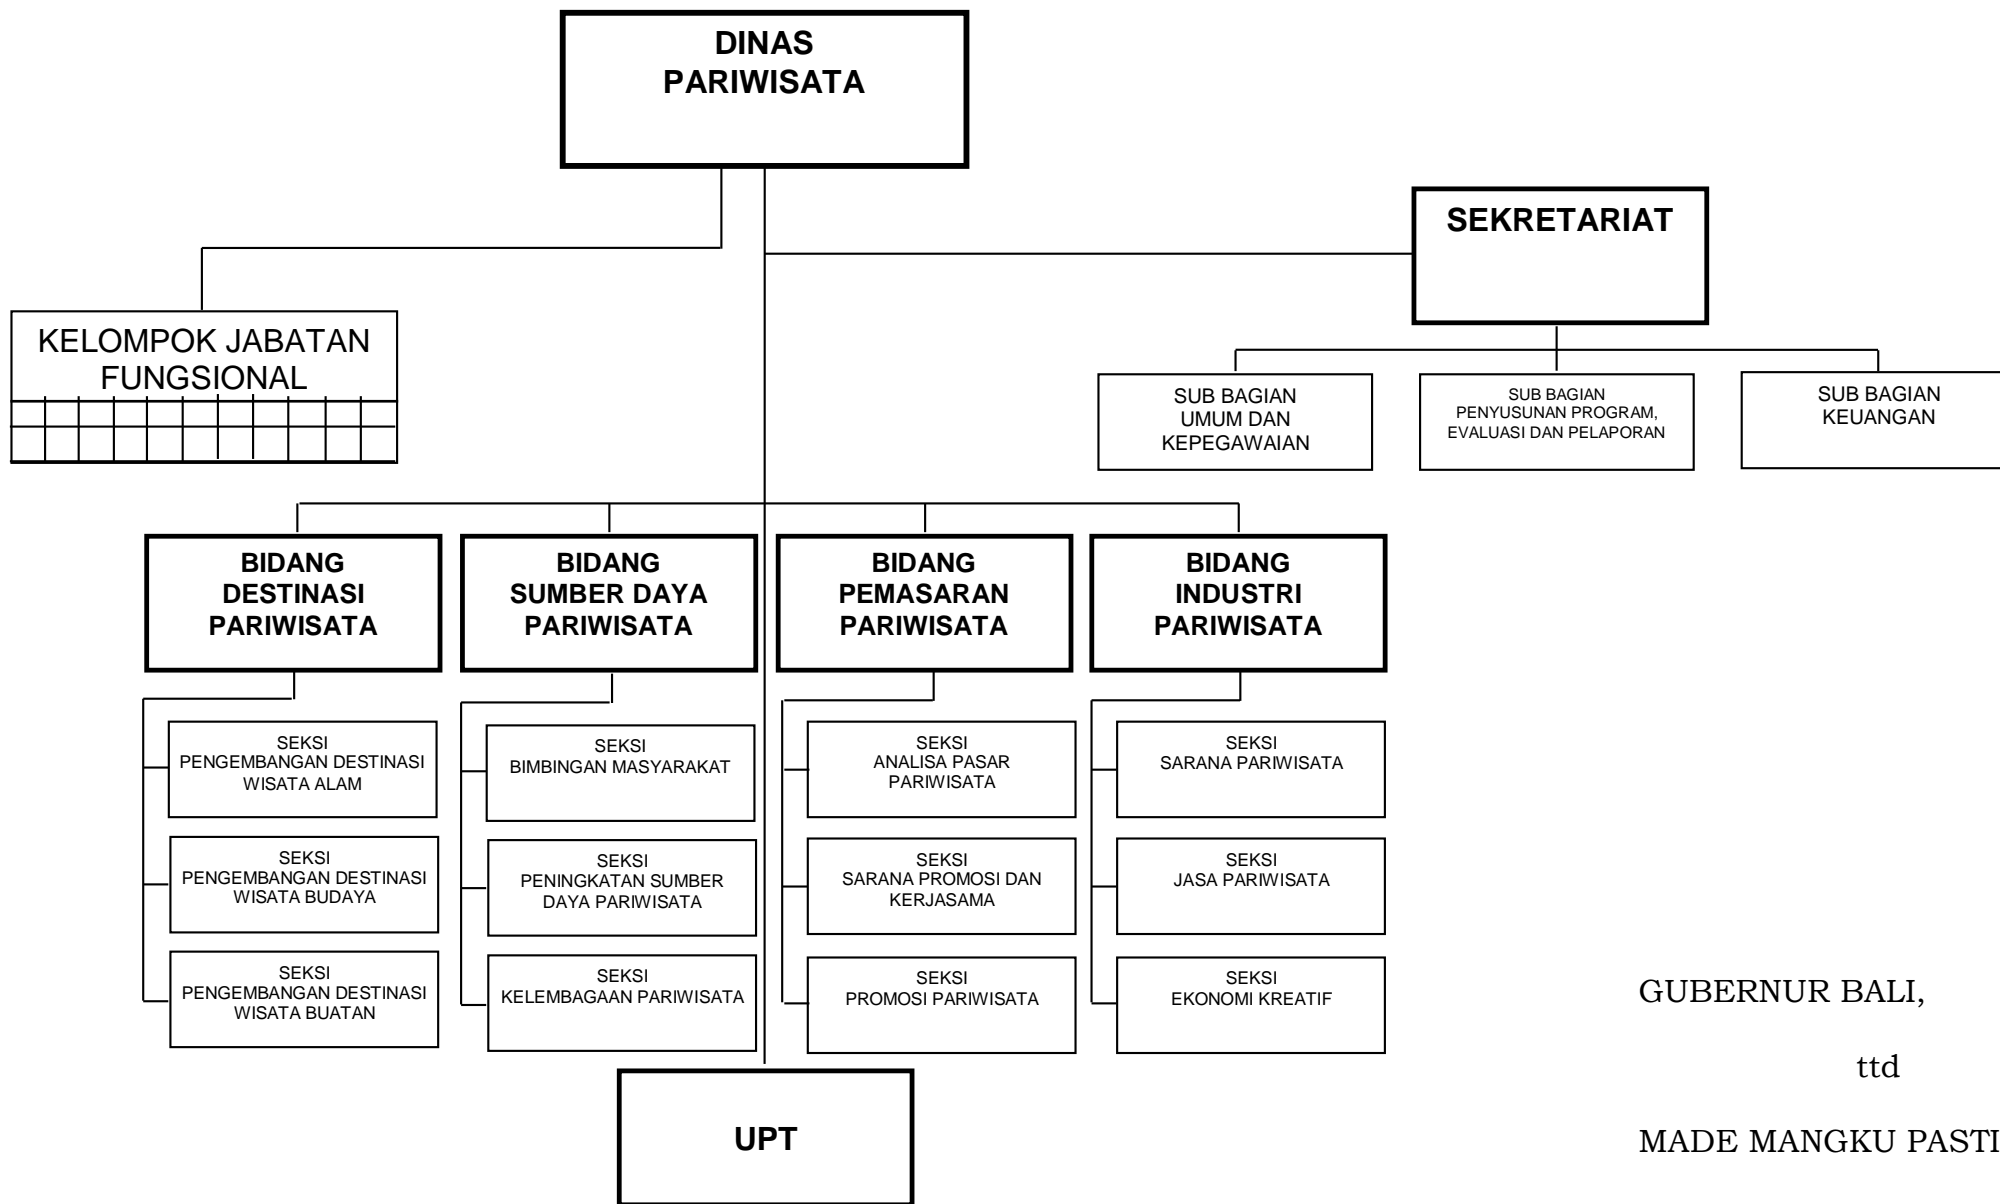 DINAS
PARIWISATA
SEKRETARIAT
KELOMPOK JABATAN
FUNGSIONAL
SUB BAGIAN
UMUM DAN
KEPEGAWAIAN
SUB BAGIAN
PENYUSUNAN PROGRAM,
EVALUASI DAN PELAPORAN
SUB BAGIAN
KEUANGAN
BIDANG
DESTINASI
PARIWISATA
BIDANG
SUMBER DAYA
PARIWISATA
BIDANG
PEMASARAN
PARIWISATA
BIDANG
INDUSTRI
PARIWISATA
SEKSI
PENGEMBANGAN DESTINASI
WISATA ALAM
SEKSI
BIMBINGAN MASYARAKAT
SEKSI
ANALISA PASAR
PARIWISATA
SEKSI
SARANA PARIWISATA
SEKSI
PENGEMBANGAN DESTINASI
WISATA BUDAYA
SEKSI
PENINGKATAN SUMBER
DAYA PARIWISATA
SEKSI
SARANA PROMOSI DAN
KERJASAMA
SEKSI
JASA PARIWISATA
SEKSI
PENGEMBANGAN DESTINASI
WISATA BUATAN
SEKSI
KELEMBAGAAN PARIWISATA
SEKSI
PROMOSI PARIWISATA
SEKSI
EKONOMI KREATIF
UPT
GUBERNUR BALI,
ttd
MADE MANGKU PASTI